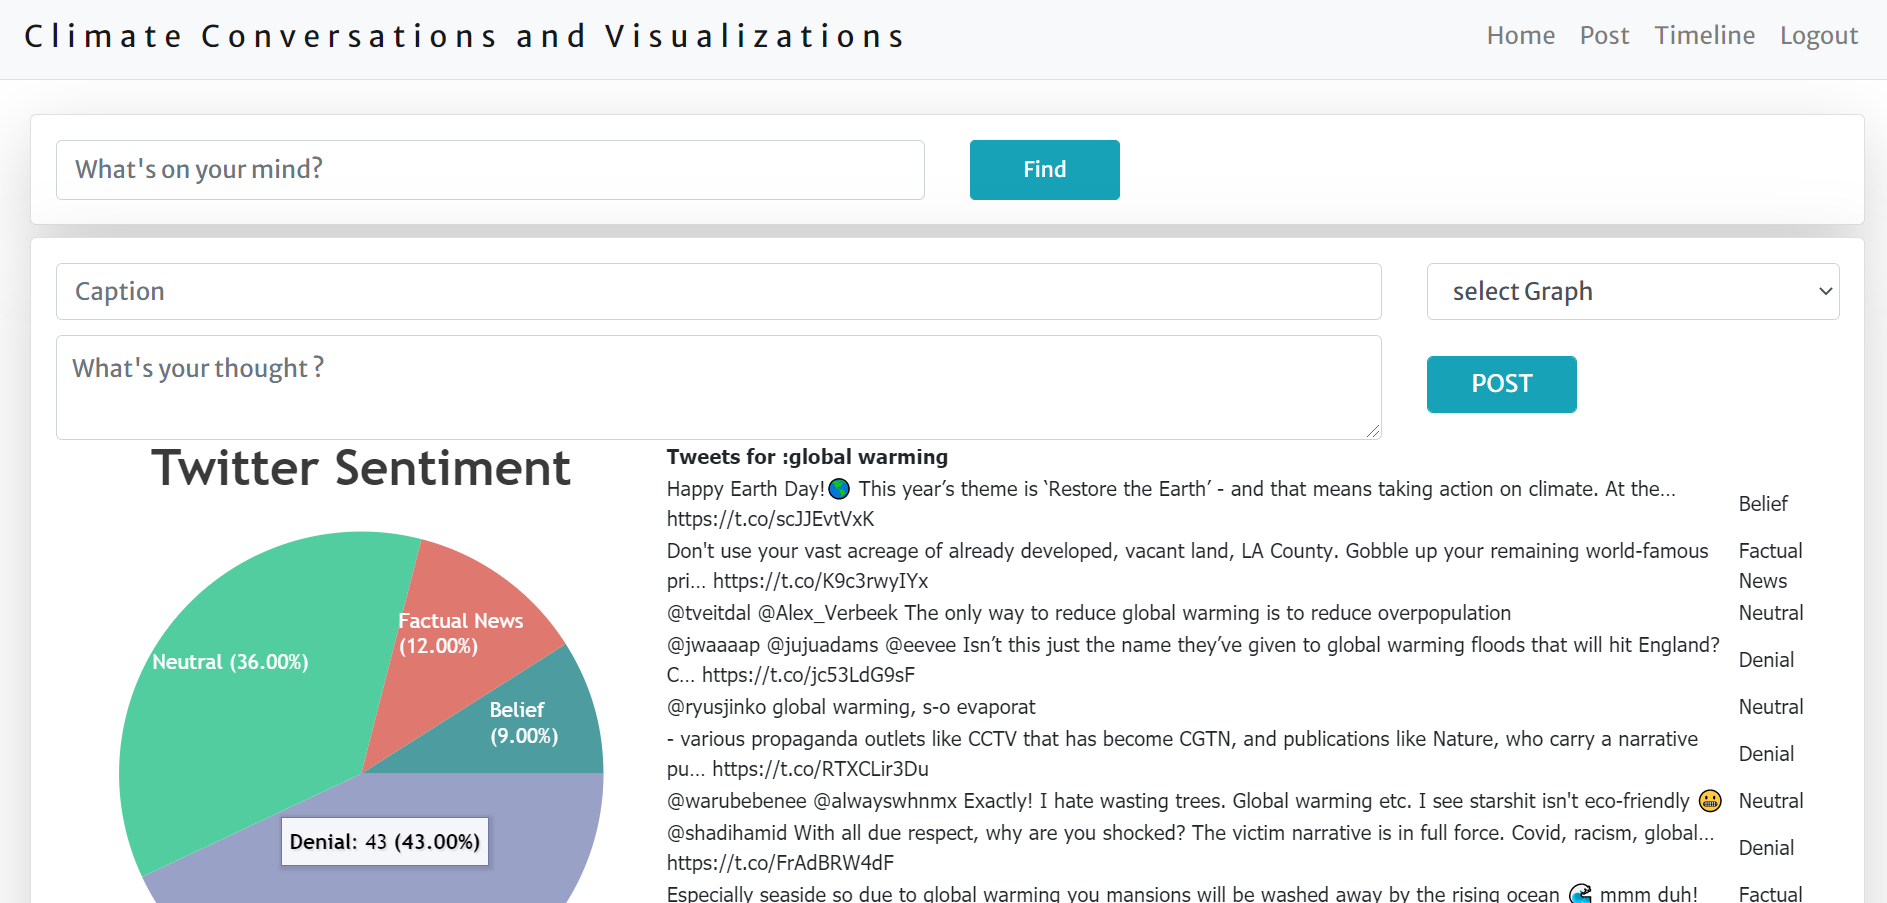 Climate Conversations and Visualizations
Home Post Timeline Logout
What's on your mind?
Find
Caption
select Graph
What's your thought ?
POST
Twitter Sentiment
Neutral (36.00%)
Factual News
(12.00%)
Belief
(9.00%)
Denial: 43 (43.00%)
Tweets for :global warming
Happy Earth Day!🌎 This year’s theme is ‘Restore the Earth’ - and that means taking action on climate. At the…
https://t.co/scJJEvtVxK
Belief
Don't use your vast acreage of already developed, vacant land, LA County. Gobble up your remaining world-famous
pri… https://t.co/K9c3rwyIYx
Factual
News
@tveitdal @Alex_Verbeek The only way to reduce global warming is to reduce overpopulation
Neutral
@jwaaaap @jujuadams @eevee Isn’t this just the name they’ve given to global warming floods that will hit England?
C… https://t.co/jc53LdG9sF
Denial
@ryusjinko global warming, s-o evaporat
Neutral
- various propaganda outlets like CCTV that has become CGTN, and publications like Nature, who carry a narrative
pu… https://t.co/RTXCLir3Du
Denial
@warubebenee @alwayswhnmx Exactly! I hate wasting trees. Global warming etc. I see starshit isn't eco-friendly 😬
Neutral
@shadihamid With all due respect, why are you shocked? The victim narrative is in full force. Covid, racism, global…
https://t.co/FrAdBRW4dF
Denial
Especially seaside so due to global warming you mansions will be washed away by the rising ocean 🌊 mmm duh!
Factual